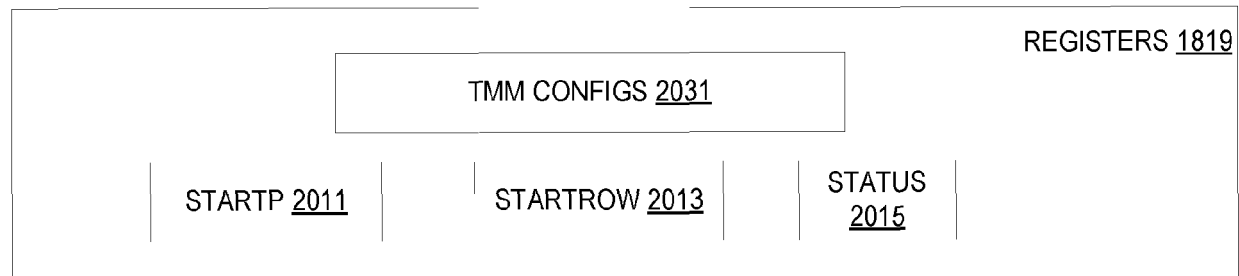 REGISTERS 1819
TMM CONFIGS 2031
STARTP 2011
STARTROW 2013
STATUS
2015